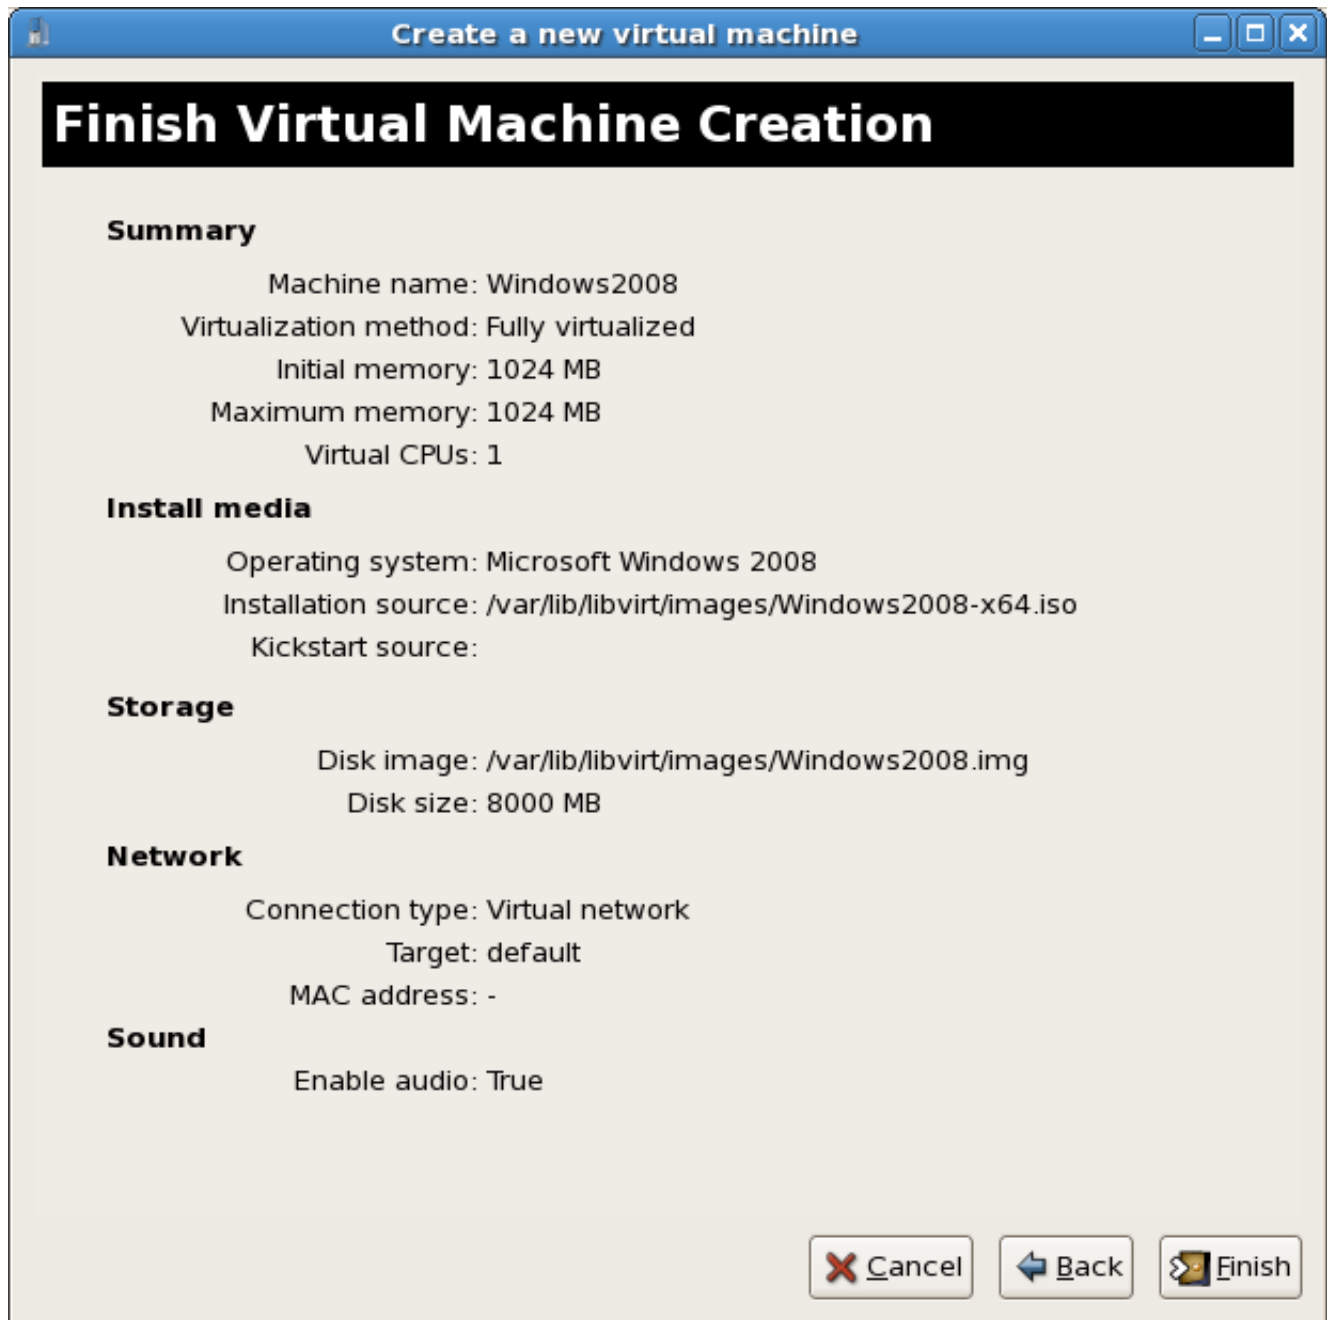 Create a new virtual machine
Finish Virtual Machine Creation
Summary
Machine name: Windows2008
Virtualization method: Fully virtualized
Initial memory: 1024 MB
Maximum memory: 1024 MB
Virtual CPUs: 1
Install media
Operating system: Microsoft Windows 2008
Installation source: /var/lib/libvirt/images/Windows2008-x64.iso
Kickstart source:
Storage
Disk image: /var/lib/libvirt/images/Windows2008.img
Disk size: 8000 MB
Network
Connection type: Virtual network
Target: default
MAC address: -
Sound
Enable audio: True
Cancel Back Finish